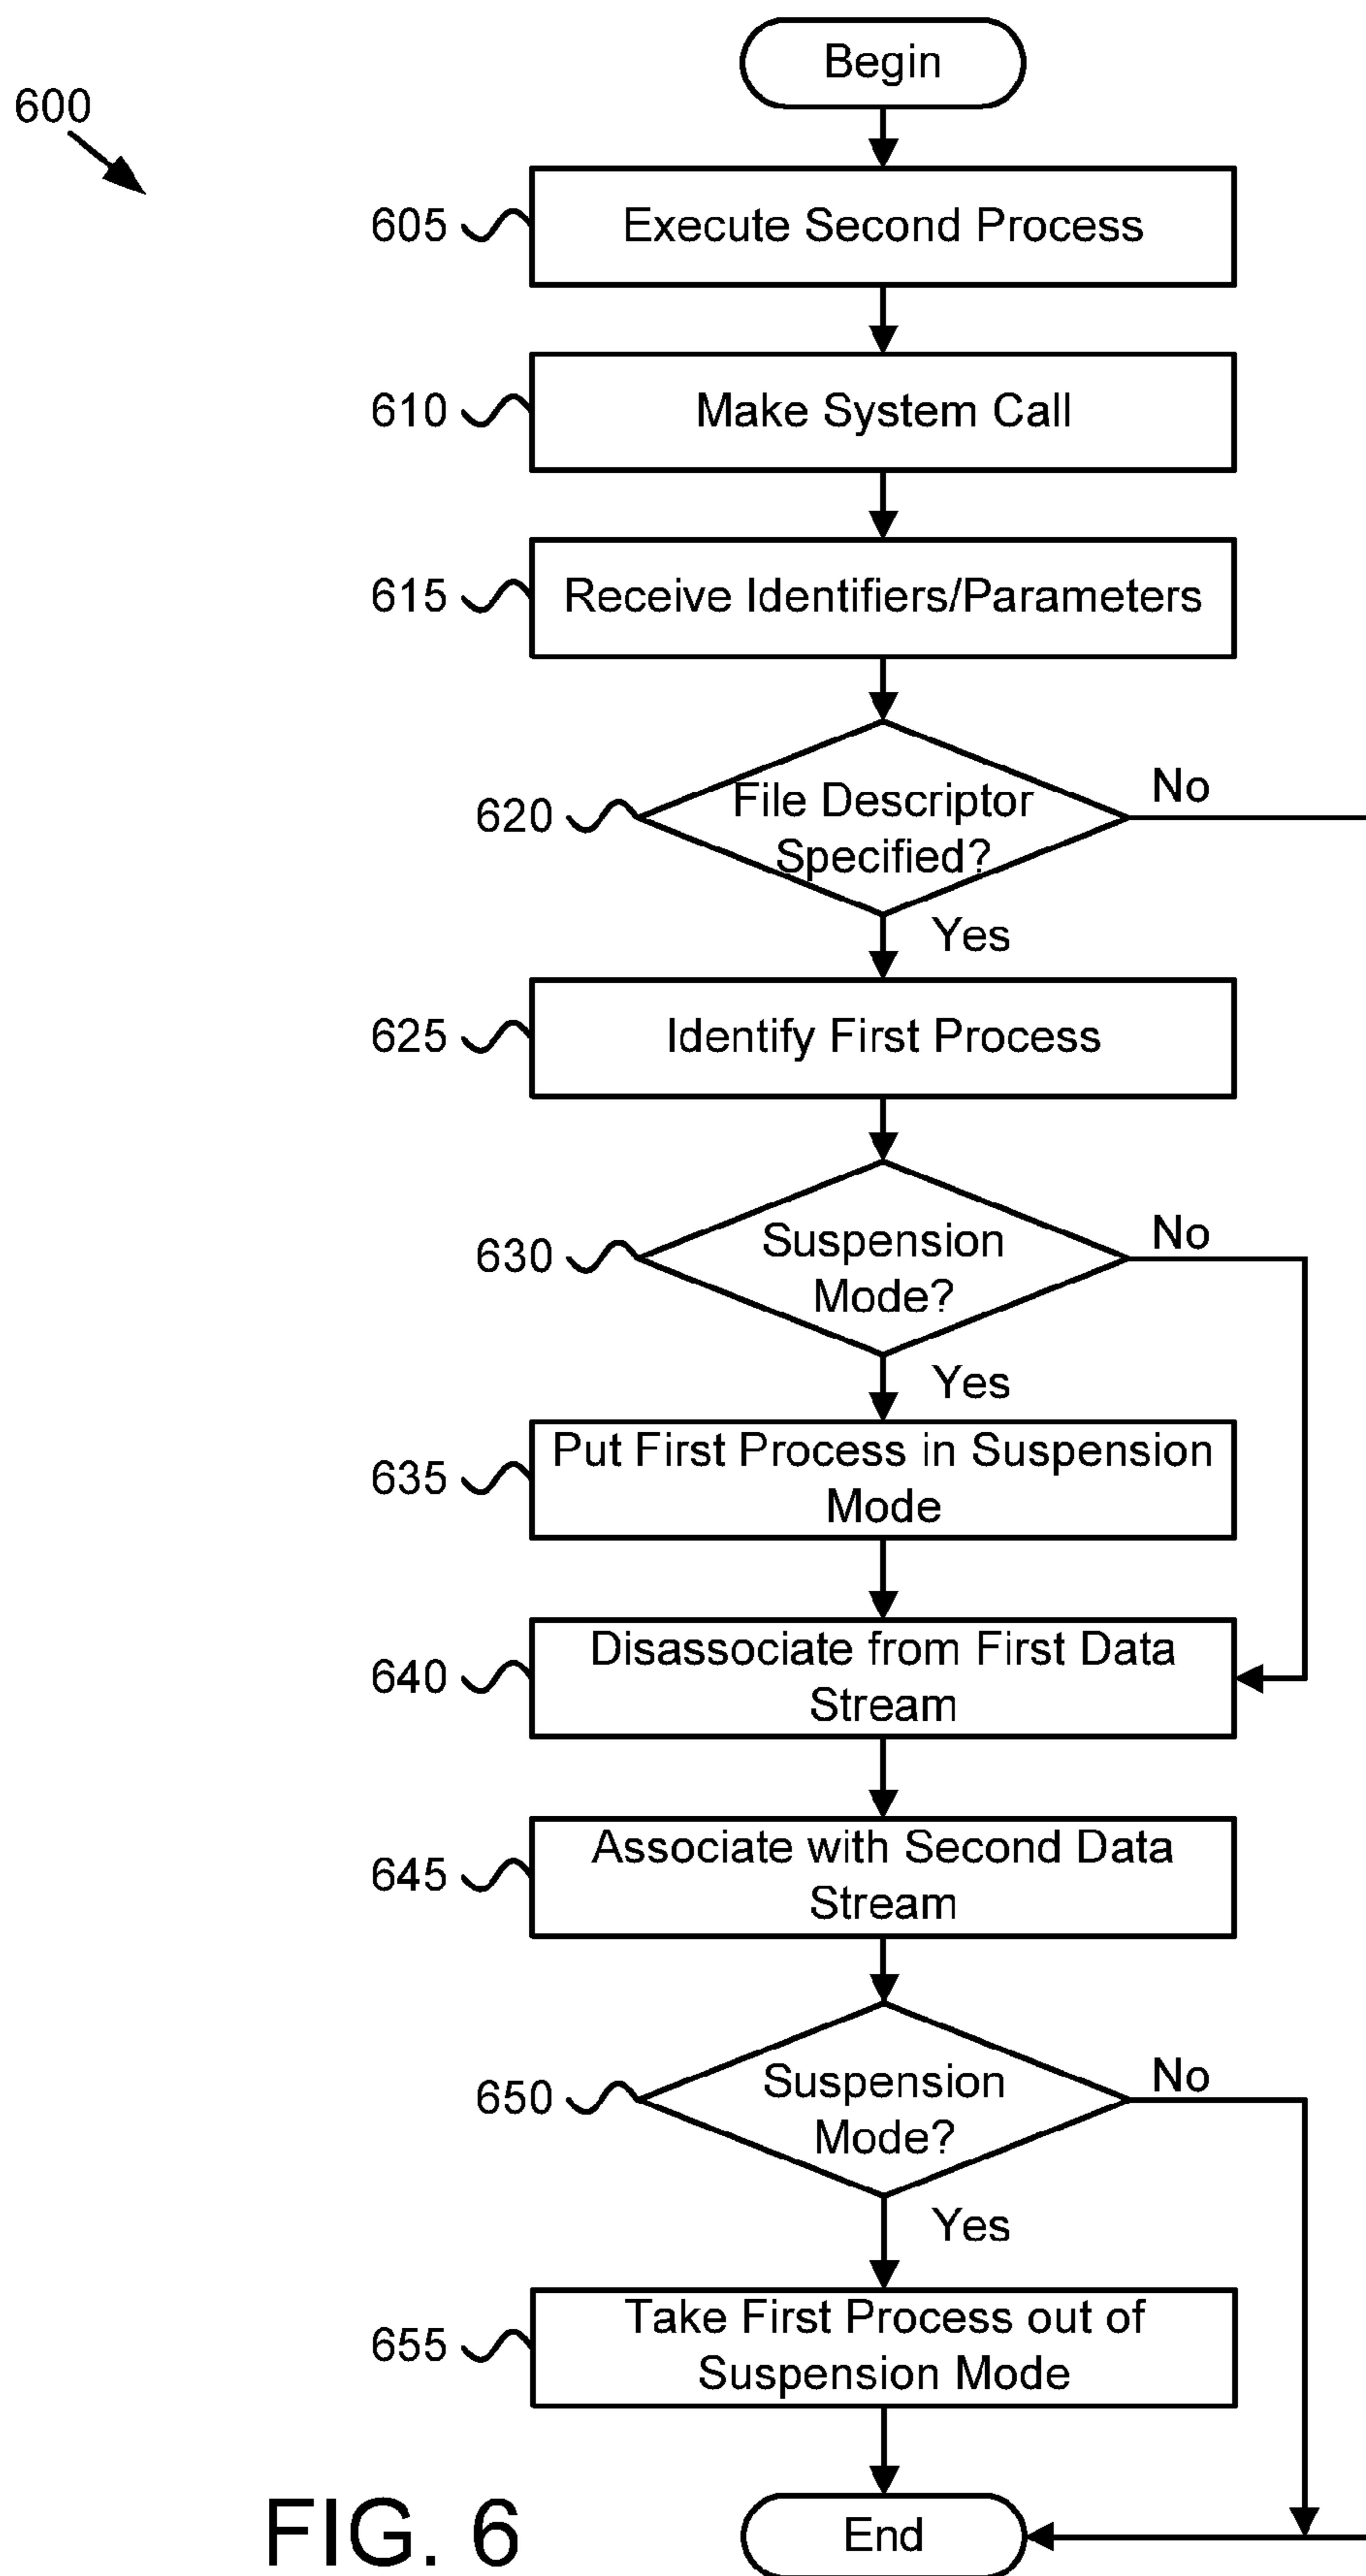 Begin
600
605
Execute Second Process
610
Make System Call
615
Receive Identifiers/Parameters
620
File Descriptor
Specified?
No
Yes
625
Identify First Process
630
Suspension
Mode?
No
Yes
635
Put First Process in Suspension
Mode
640
Disassociate from First Data
Stream
645
Associate with Second Data
Stream
650
Suspension
Mode?
No
Yes
655
Take First Process out of
Suspension Mode
End
FIG. 6